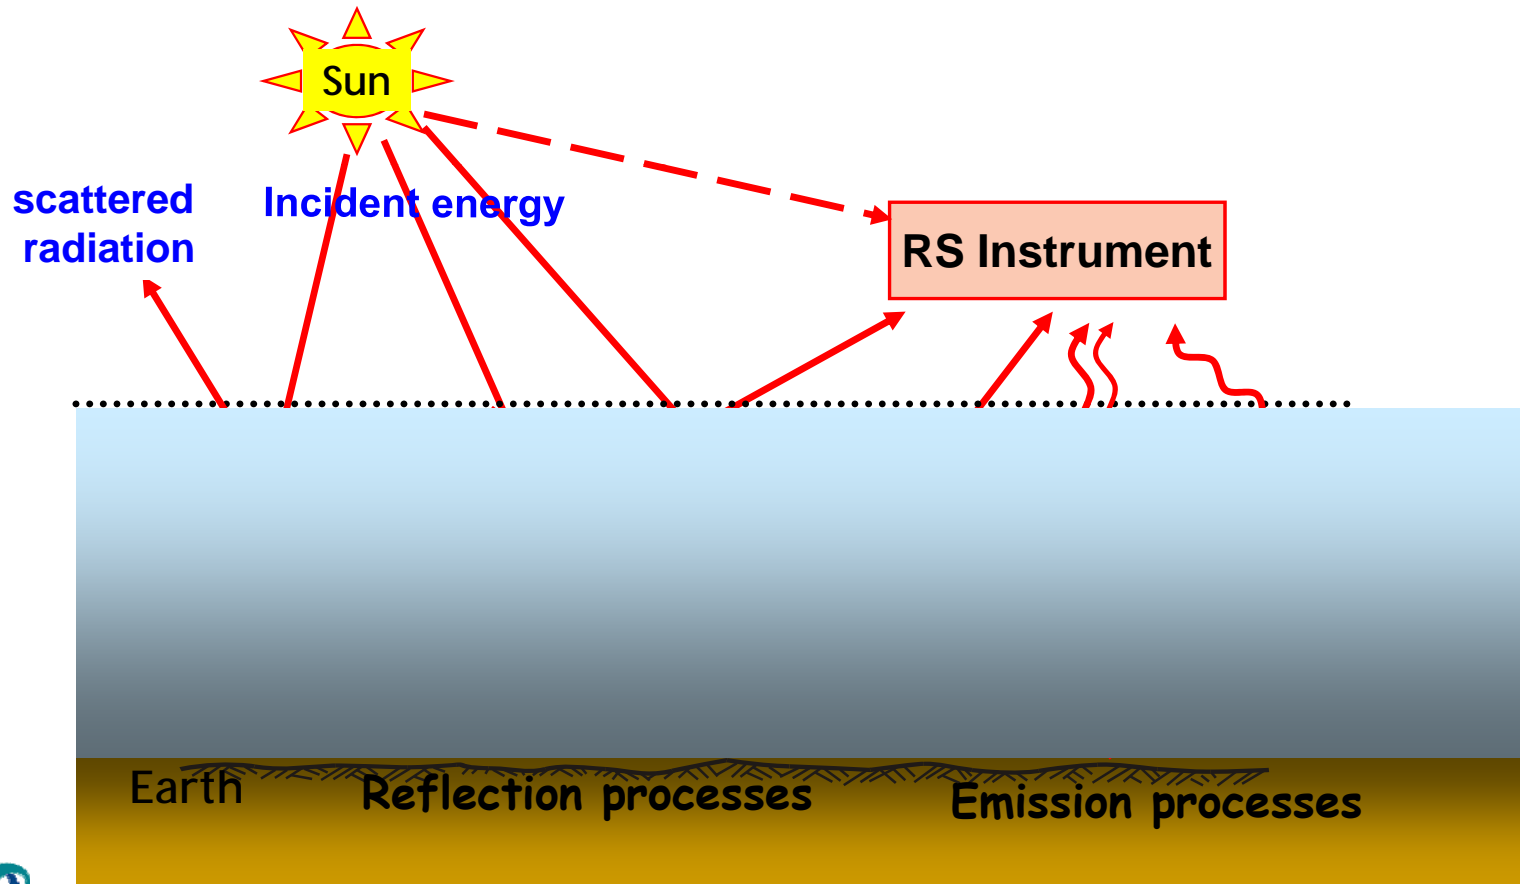 Sun
scattered
radiation
Incident energy
RS Instrument
Earth
Reflection processes
Emission processes